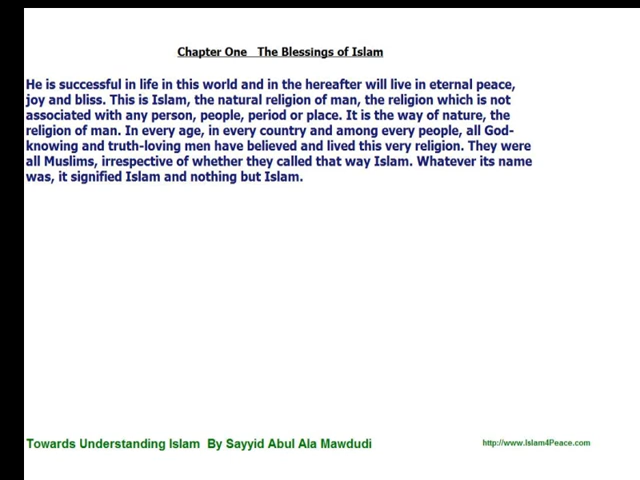 Chapter One   The Blessings of Islam
He is successful in life in this world and in the hereafter will live in eternal peace,
joy and bliss. This is Islam, the natural religion of man, the religion which is not
associated with any person, people, period or place. It is the way of nature, the
religion of man. In every age, in every country and among every people, all God-
knowing and truth-loving men have believed and lived this very religion. They were
all Muslims, irrespective of whether they called that way Islam. Whatever its name
was, it signified Islam and nothing but Islam.
Towards Understanding Islam  By Sayyid Abul Ala Mawdudi
http://www.Islam4Peace.com